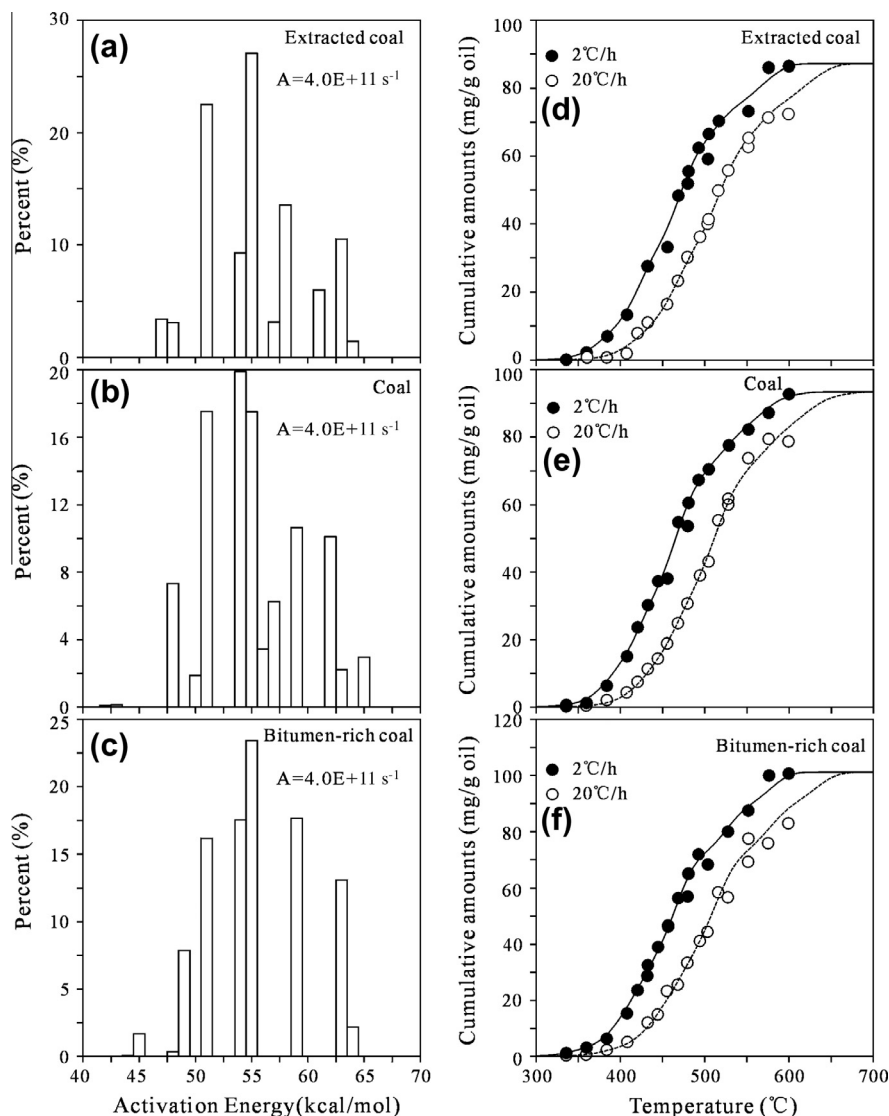 (a)
Extracted coal
A=4.0E+11 s⁻¹
Percent (%)
30
20
10
0
(b)
Coal
A=4.0E+11 s⁻¹
Percent (%)
20
16
12
8
4
0
(c)
Bitumen-rich coal
A=4.0E+11 s⁻¹
Percent (%)
25
20
15
10
5
0
40 45 50 55 60 65 70
Activation Energy(kcal/mol)
(d)
Extracted coal
2℃/h
20℃/h
Cumulative amounts (mg/g oil)
100
80
60
40
20
0
(e)
Coal
2℃/h
20℃/h
Cumulative amounts (mg/g oil)
100
80
60
40
20
0
(f)
Bitumen-rich coal
2℃/h
20℃/h
Cumulative amounts (mg/g oil)
120
100
80
60
40
20
0
300 400 500 600 700
Temperature (℃)